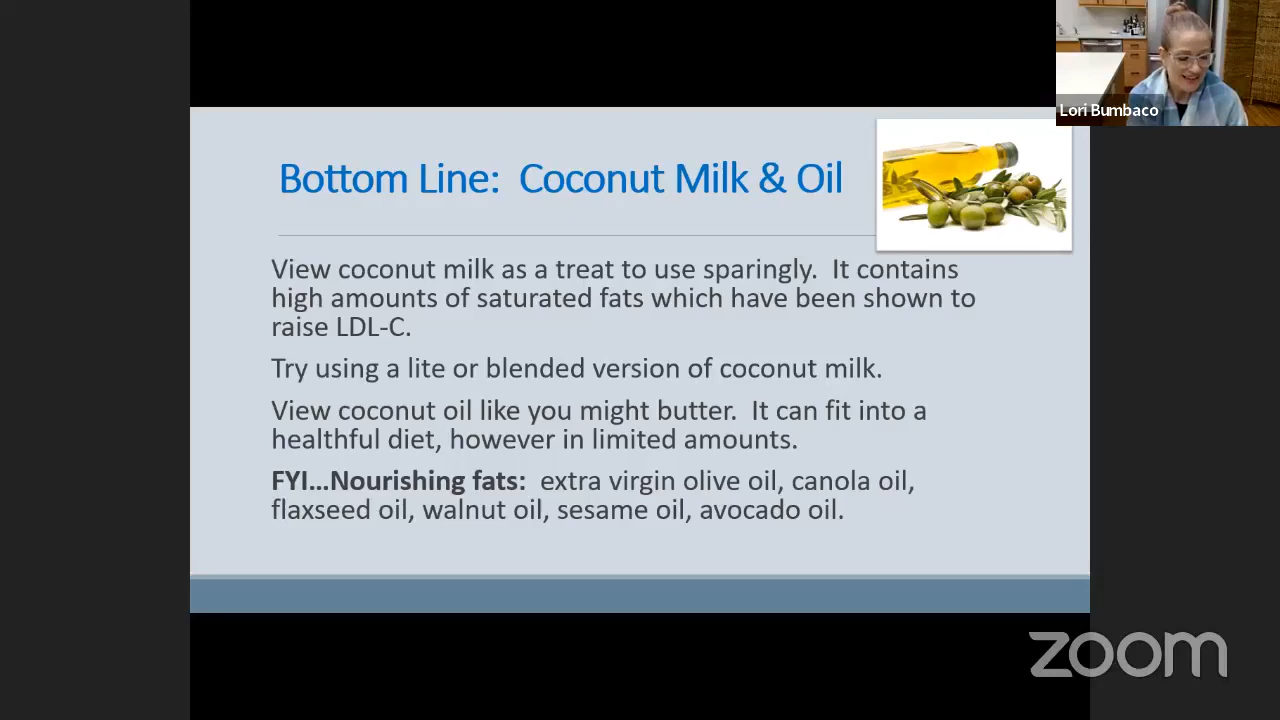 Lori Bumbaco
Bottom Line:  Coconut Milk & Oil
View coconut milk as a treat to use sparingly.  It contains
high amounts of saturated fats which have been shown to
raise LDL-C.
Try using a lite or blended version of coconut milk.
View coconut oil like you might butter.  It can fit into a
healthful diet, however in limited amounts.
FYI...Nourishing fats:  extra virgin olive oil, canola oil,
flaxseed oil, walnut oil, sesame oil, avocado oil.
zoom